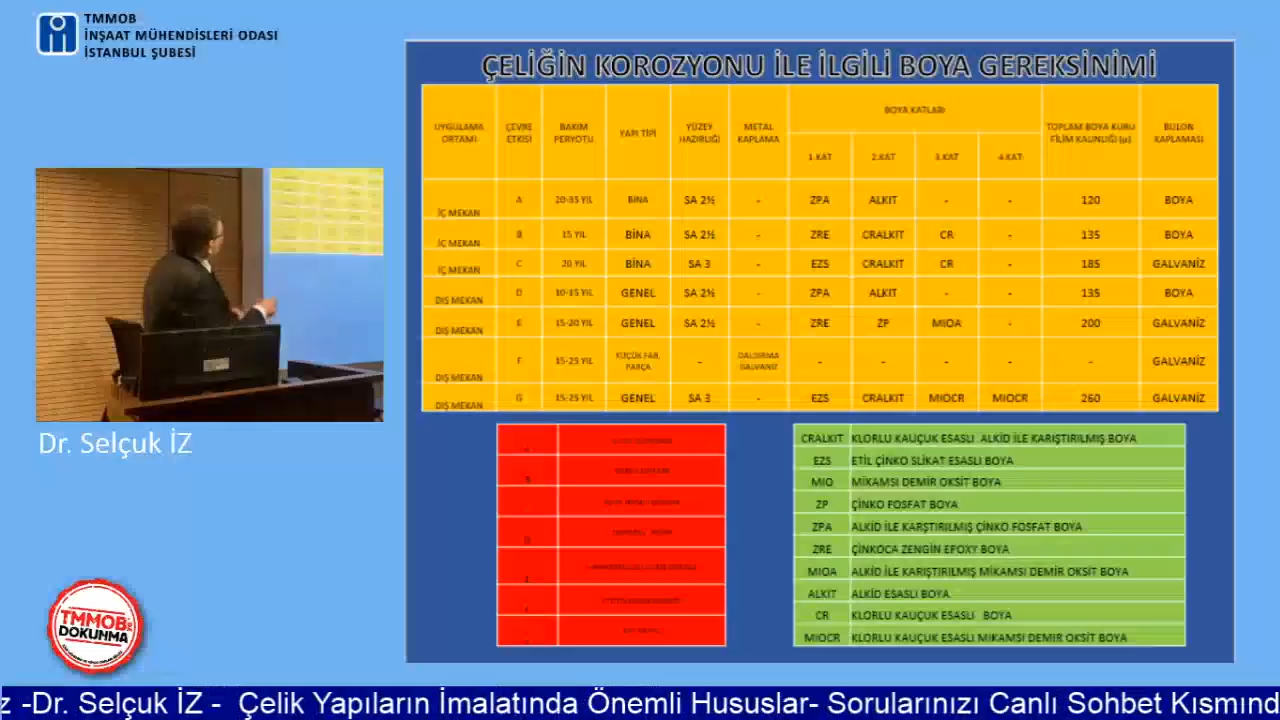 TMMOB
İNŞAAT MÜHENDİSLERİ ODASI
İSTANBUL ŞUBESİ
ÇELİĞİN KOROZYONU İLE İLGİLİ BOYA GEREKSİNİMİ
UYGULAMA ORTAMI ÇEVRE ETKİSİ BAKIM PERYOTU YAPI TİPİ YÜZEY HAZIRLIĞI METAL KAPLAMA BOYA KATLARI TOPLAM BOYA KURU FİLİM KALINLIĞI (µ) BULON KAPLAMASI
1.KAT 2.KAT 3.KAT 4.KAT
İÇ MEKAN A 20-35 YIL BİNA SA 2½ - ZPA ALKIT - - 120 BOYA
İÇ MEKAN B 15 YIL BİNA SA 2½ - ZRE CRALKIT CR - 135 BOYA
İÇ MEKAN C 20 YIL BİNA SA 3 - EZS CRALKIT CR - 185 GALVANİZ
DIŞ MEKAN D 10-15 YIL GENEL SA 2½ - ZPA ALKIT - - 135 BOYA
DIŞ MEKAN E 15-20 YIL GENEL SA 2½ - ZRE ZP MIOA - 200 GALVANİZ
DIŞ MEKAN F 15-25 YIL KÜÇÜK FAB. PARÇA - DALDIRMA GALVANİZ - - - - - GALVANİZ
DIŞ MEKAN G 15-25 YIL GENEL SA 3 - EZS CRALKIT MIOCR MIOCR 260 GALVANİZ
CRALKIT KLORLU KAUÇUK ESASLI ALKİD İLE KARIŞTIRILMIŞ BOYA
EZS ETİL ÇİNKO SLİKAT ESASLI BOYA
MIO MİKAMSI DEMİR OKSİT BOYA
ZP ÇİNKO FOSFAT BOYA
ZPA ALKİD İLE KARŞTIRILMIŞ ÇİNKO FOSFAT BOYA
ZRE ÇİNKOCA ZENGİN EPOXY BOYA
MIOA ALKİD İLE KARIŞTIRILMIŞ MİKAMSI DEMİR OKSİT BOYA
ALKIT ALKİD ESASLI BOYA
CR KLORLU KAUÇUK ESASLI BOYA
MIOCR KLORLU KAUÇUK ESASLI MIKAMSI DEMIR OKSIT BOYA
Dr. Selçuk İZ
TMMOB'ye
DOKUNMA
z -Dr. Selçuk İZ - Çelik Yapıların İmalatında Önemli Hususlar- Sorularınızı Canlı Sohbet Kısmınd